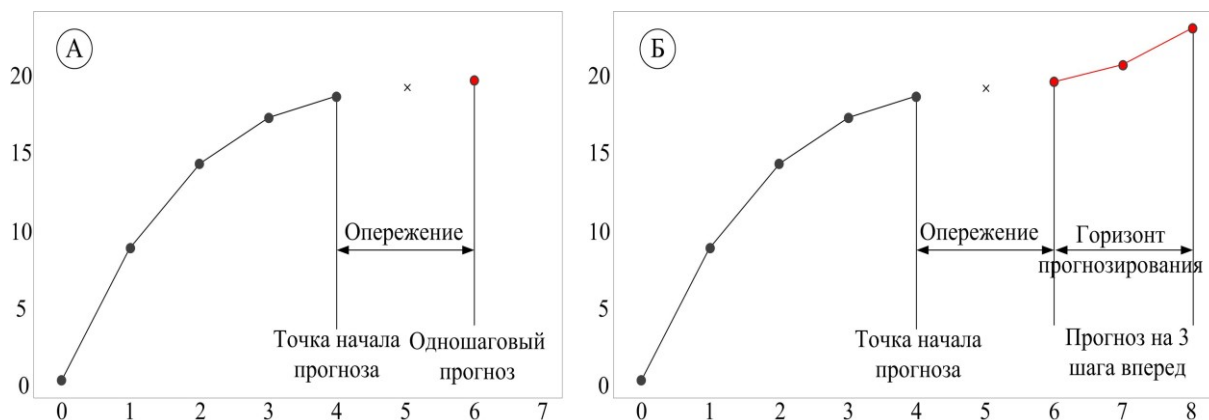 А
20
15
10
5
0
Опережение
Точка начала
прогноза
Одношаговый
прогноз
0 1 2 3 4 5 6 7
Б
20
15
10
5
0
Опережение
Горизонт
прогнозирования
Точка начала
прогноза
Прогноз на 3
шага вперед
0 1 2 3 4 5 6 7 8